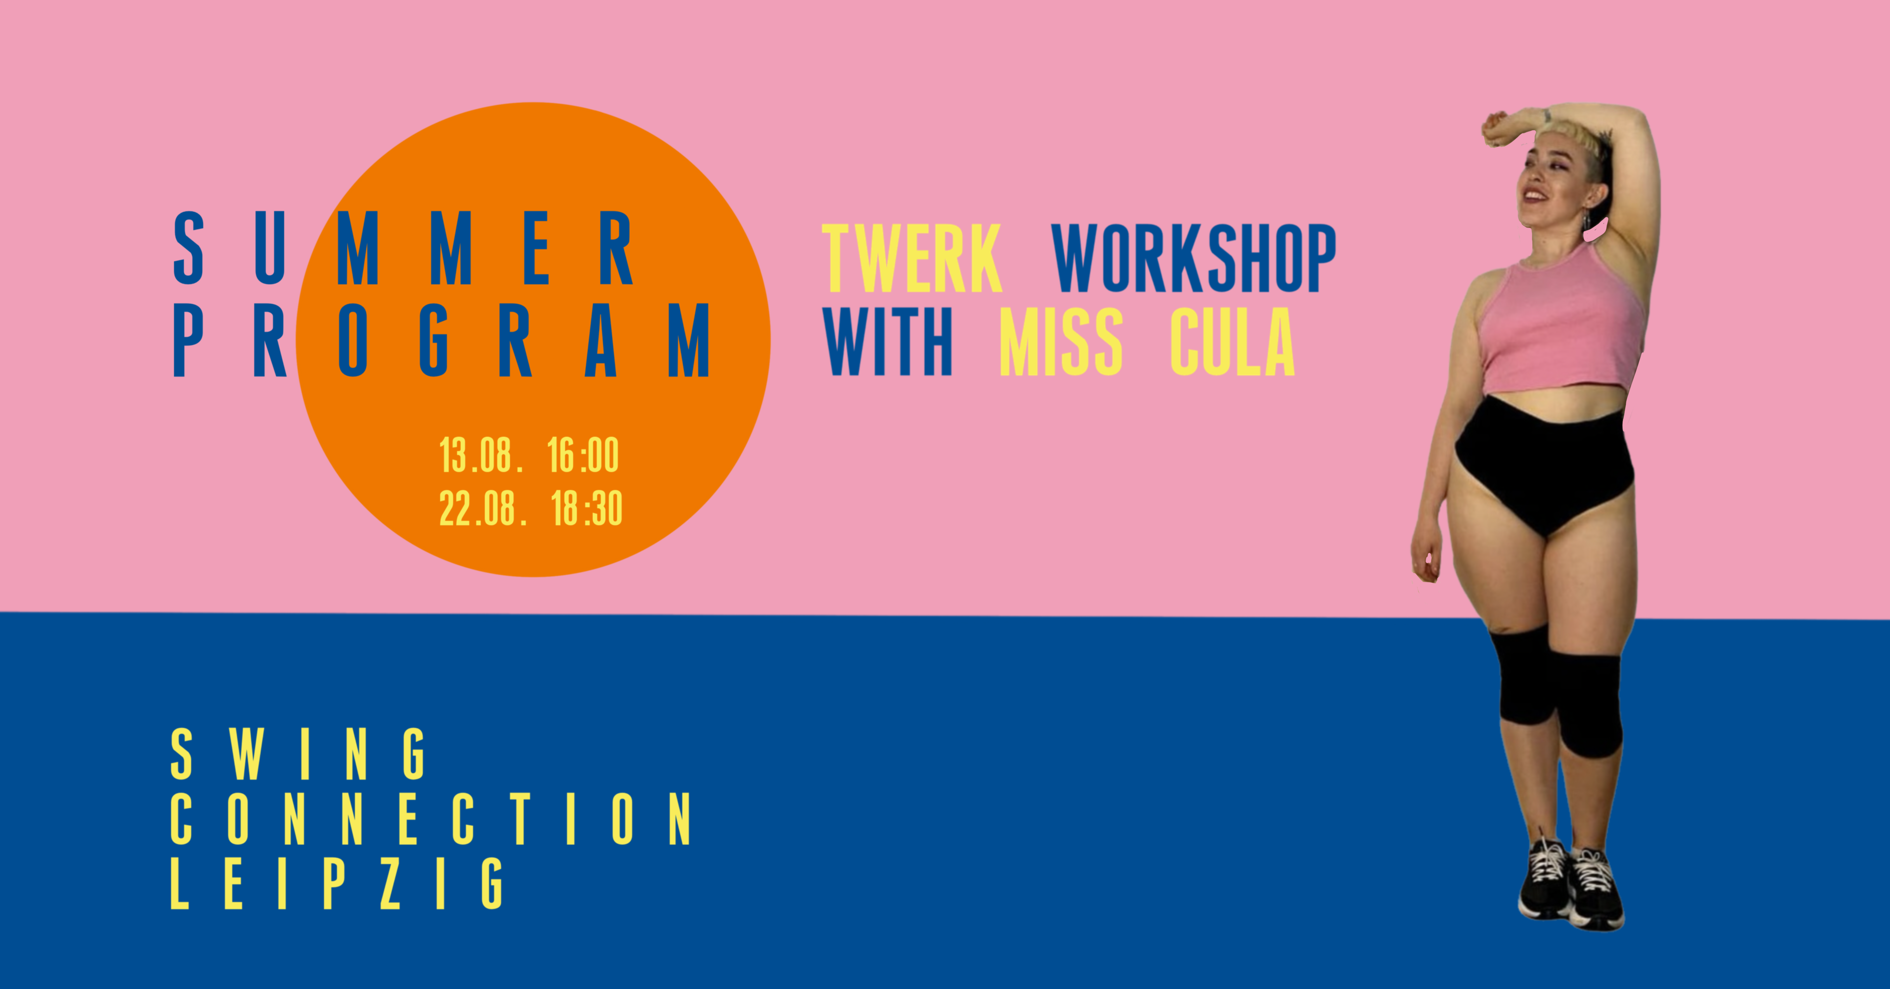 SUMMER
PROGRAM
13.08. 16:00
22.08. 18:30
TWERK WORKSHOP
WITH MISS CULA
SWING
CONNECTION
LEIPZIG